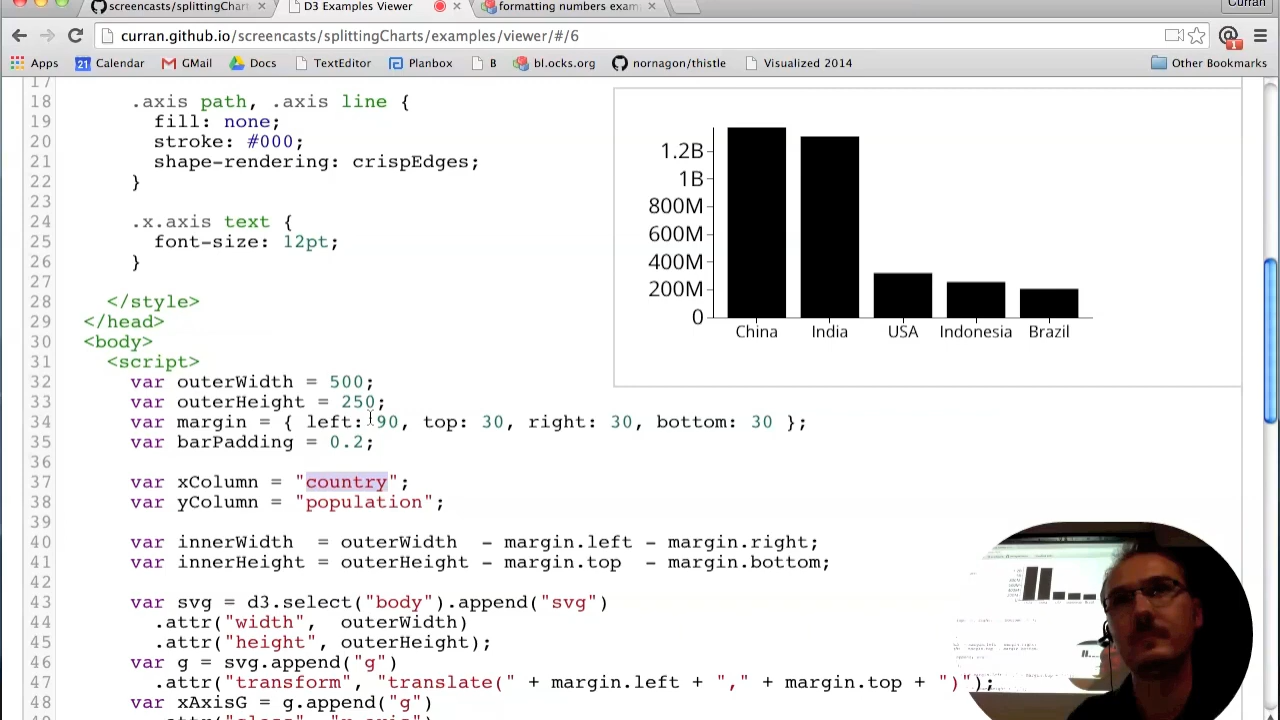 screencasts/splittingChart
D3 Examples Viewer
formatting numbers exam
Curran
curran.github.io/screencasts/splittingCharts/examples/viewer/#/6
1
Apps
Calendar
GMail
Docs
TextEditor
Planbox
B
bl.ocks.org
nornagon/thistle
Visualized 2014
Other Bookmarks
17
18 .axis path, .axis line {
19 fill: none;
20 stroke: #000;
21 shape-rendering: crispEdges;
22 }
23
24 .x.axis text {
25 font-size: 12pt;
26 }
27
28 </style>
29 </head>
30 <body>
31 <script>
32 var outerWidth = 500;
33 var outerHeight = 250;
34 var margin = { left: 90, top: 30, right: 30, bottom: 30 };
35 var barPadding = 0.2;
36
37 var xColumn = "country";
38 var yColumn = "population";
39
40 var innerWidth  = outerWidth  - margin.left - margin.right;
41 var innerHeight = outerHeight - margin.top  - margin.bottom;
42
43 var svg = d3.select("body").append("svg")
44 .attr("width",  outerWidth)
45 .attr("height", outerHeight);
46 var g = svg.append("g")
47 .attr("transform", "translate(" + margin.left + "," + margin.top + ")");
48 var xAxisG = g.append("g")
1.2B
1B
800M
600M
400M
200M
0
China India USA Indonesia Brazil